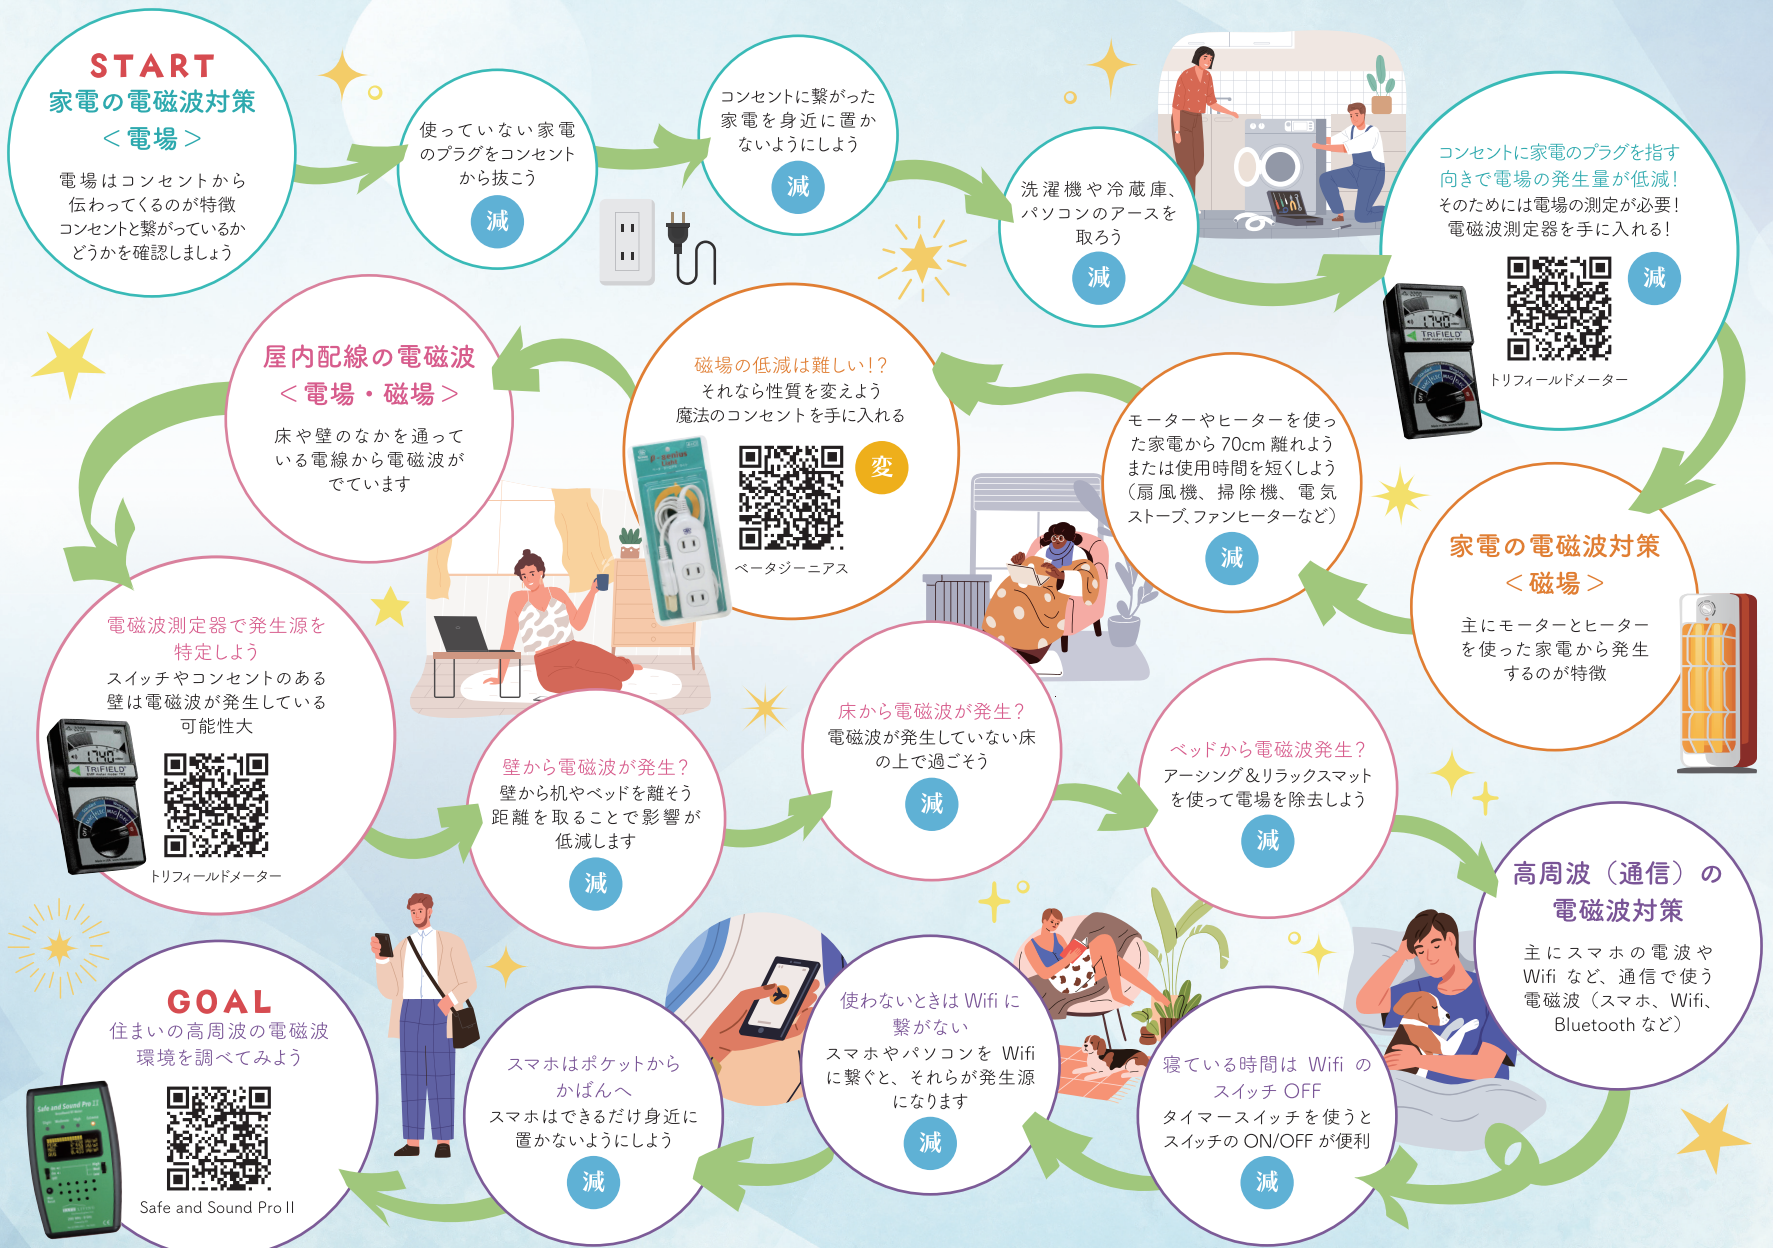 START
家電の電磁波対策
＜電場＞
電場はコンセントから
伝わってくるのが特徴
コンセントと繋がっているか
どうかを確認しましょう
使っていない家電
のプラグをコンセント
から抜こう
減
コンセントに繋がった
家電を身近に置か
ないようにしよう
減
洗濯機や冷蔵庫、
パソコンのアースを
取ろう
減
コンセントに家電のプラグを指す
向きで電場の発生量が低減！
そのためには電場の測定が必要！
電磁波測定器を手に入れる！
減
1.740
TRIFIELD
トリフィールドメーター
家電の電磁波対策
＜磁場＞
主にモーターとヒーター
を使った家電から発生
するのが特徴
モーターやヒーターを使っ
た家電から 70cm 離れよう
または使用時間を短くしよう
（扇風機、掃除機、電気
ストーブ、ファンヒーターなど）
減
磁場の低減は難しい！？
それなら性質を変えよう
魔法のコンセントを手に入れる
変
ベータジーニアス
屋内配線の電磁波
＜電場・磁場＞
床や壁のなかを通って
いる電線から電磁波が
でています
電磁波測定器で発生源を
特定しよう
スイッチやコンセントのある
壁は電磁波が発生している
可能性大
1.740
TRIFIELD
トリフィールドメーター
壁から電磁波が発生？
壁から机やベッドを離そう
距離を取ることで影響が
低減します
減
床から電磁波が発生？
電磁波が発生していない床
の上で過ごそう
減
ベッドから電磁波発生？
アーシング＆リラックスマット
を使って電場を除去しよう
減
高周波（通信）の
電磁波対策
主にスマホの電波や
Wifi など、通信で使う
電磁波（スマホ、Wifi、
Bluetooth など）
寝ている時間は Wifi の
スイッチ OFF
タイマースイッチを使うと
スイッチの ON/OFF が便利
減
使わないときは Wifi に
繋がない
スマホやパソコンを Wifi
に繋ぐと、それらが発生源
になります
減
スマホはポケットから
かばんへ
スマホはできるだけ身近に
置かないようにしよう
減
GOAL
住まいの高周波の電磁波
環境を調べてみよう
Safe and Sound Pro II
Safe and Sound Pro II